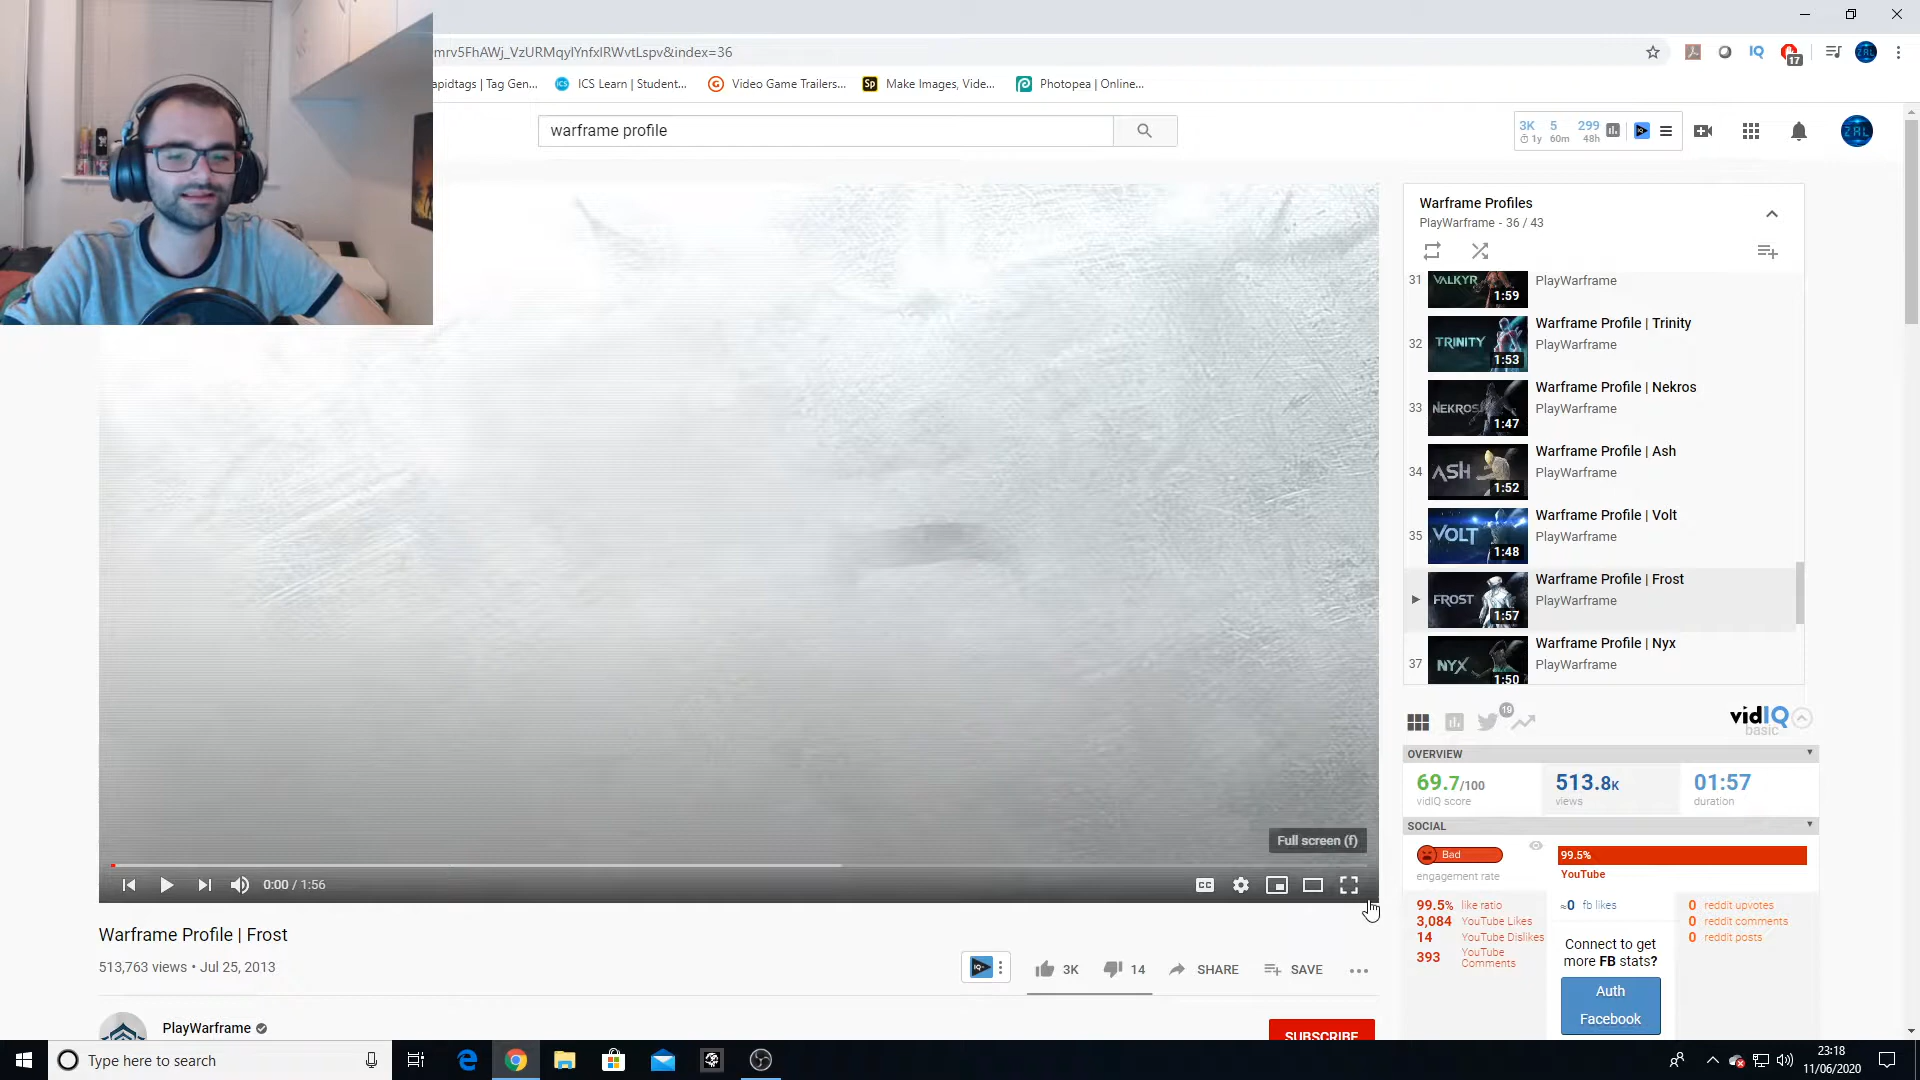 mrv5FhAWj_VzURMqyIYnfxIRWvtLspv&index=36
IQ
17
ZAL
apidtags | Tag Gen...
ICS Learn | Student...
Video Game Trailers...
Sp Make Images, Vide...
Photopea | Online...
warframe profile
3K 5 299
1y 60m 48h
ZAL
Warframe Profiles
PlayWarframe - 36 / 43
31 VALKYR 1:59 PlayWarframe
32 TRINITY 1:53 Warframe Profile | Trinity
PlayWarframe
33 NEKROS 1:47 Warframe Profile | Nekros
PlayWarframe
34 ASH 1:52 Warframe Profile | Ash
PlayWarframe
35 VOLT 1:48 Warframe Profile | Volt
PlayWarframe
FROST 1:57 Warframe Profile | Frost
PlayWarframe
37 NYX 1:50 Warframe Profile | Nyx
PlayWarframe
Full screen (f)
0:00 / 1:56
CC
Warframe Profile | Frost
513,763 views • Jul 25, 2013
3K 14 SHARE SAVE
PlayWarframe
SUBSCRIBE
19
vidIQ
basic
OVERVIEW
69.7/100 513.8K 01:57
vidIQ score views duration
SOCIAL
Bad 99.5%
engagement rate YouTube
99.5% like ratio
3,084 YouTube Likes
14 YouTube Dislikes
393 YouTube Comments
≈0 fb likes
Connect to get
more FB stats?
Auth
Facebook
0 reddit upvotes
0 reddit comments
0 reddit posts
Type here to search
23:18
11/06/2020